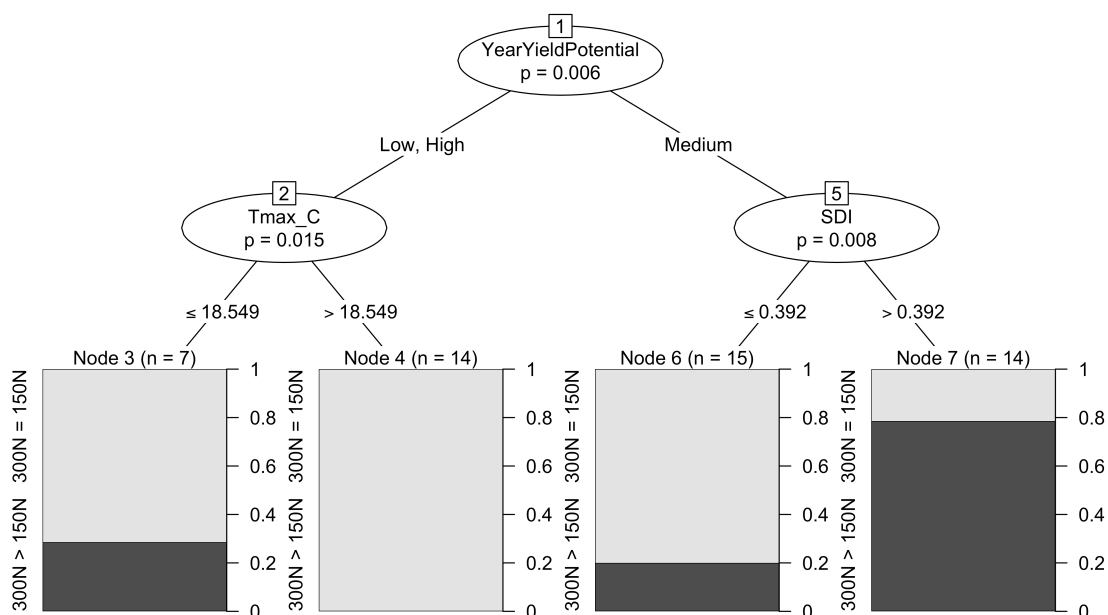 1
YearYieldPotential
p = 0.006
Low, High
Medium
2
Tmax_C
p = 0.015
5
SDI
p = 0.008
≤ 18.549
> 18.549
≤ 0.392
> 0.392
Node 3 (n = 7)
300N > 150N 300N = 150N
1
0.8
0.6
0.4
0.2
0
Node 4 (n = 14)
300N > 150N 300N = 150N
1
0.8
0.6
0.4
0.2
0
Node 6 (n = 15)
300N > 150N 300N = 150N
1
0.8
0.6
0.4
0.2
0
Node 7 (n = 14)
300N > 150N 300N = 150N
1
0.8
0.6
0.4
0.2
0